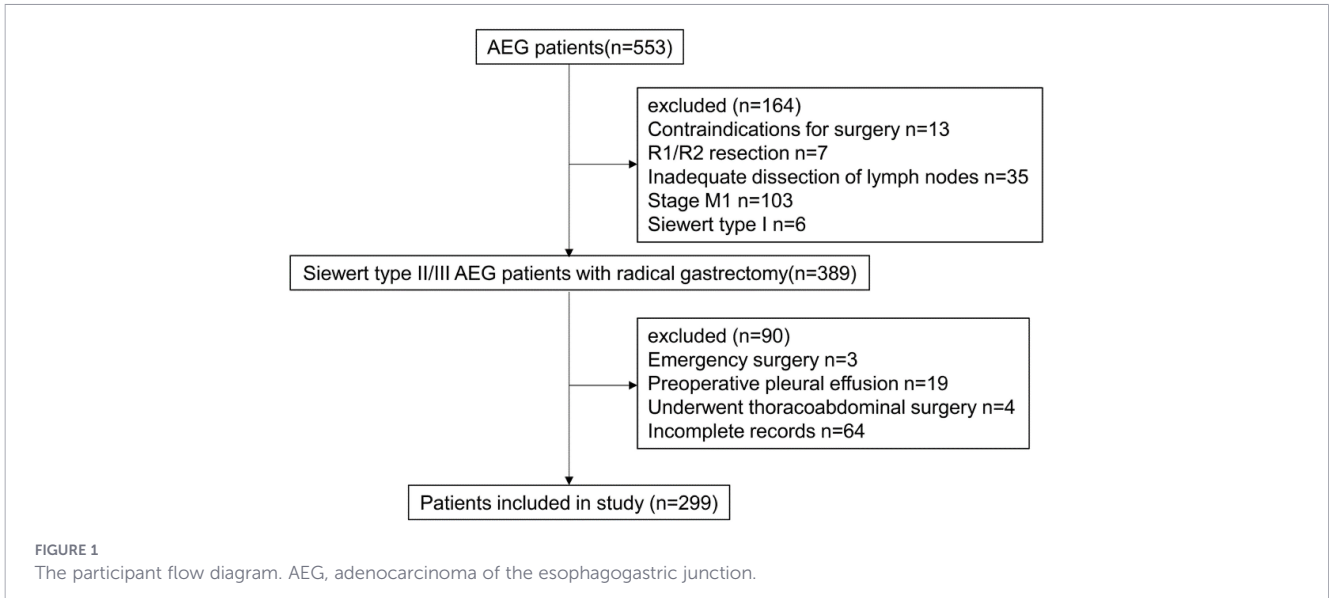 AEG patients(n=553)
excluded (n=164)
Contraindications for surgery n=13
R1/R2 resection n=7
Inadequate dissection of lymph nodes n=35
Stage M1 n=103
Siewert type I n=6
Siewert type II/III AEG patients with radical gastrectomy(n=389)
excluded (n=90)
Emergency surgery n=3
Preoperative pleural effusion n=19
Underwent thoracoabdominal surgery n=4
Incomplete records n=64
Patients included in study (n=299)
FIGURE 1
The participant flow diagram. AEG, adenocarcinoma of the esophagogastric junction.